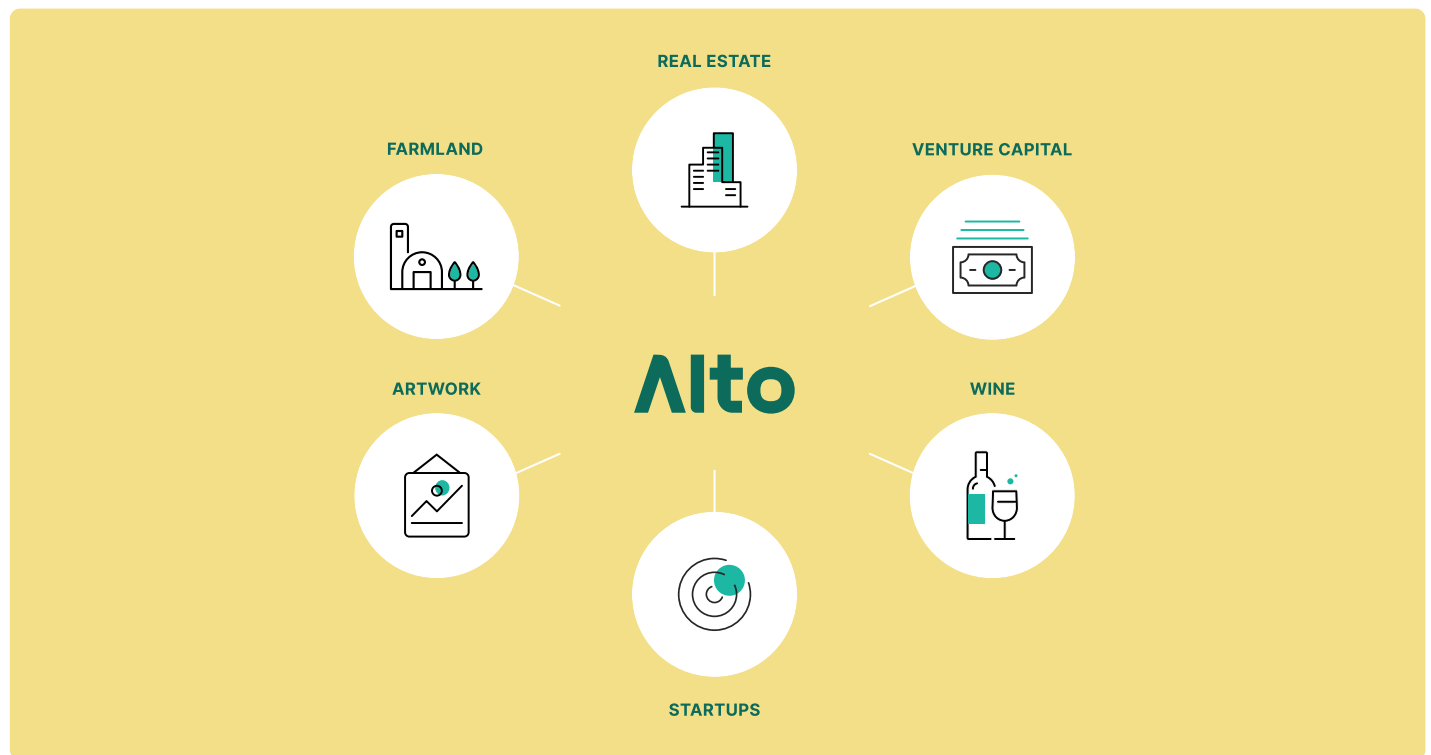 REAL ESTATE
FARMLAND
VENTURE CAPITAL
Alto
ARTWORK
WINE
STARTUPS